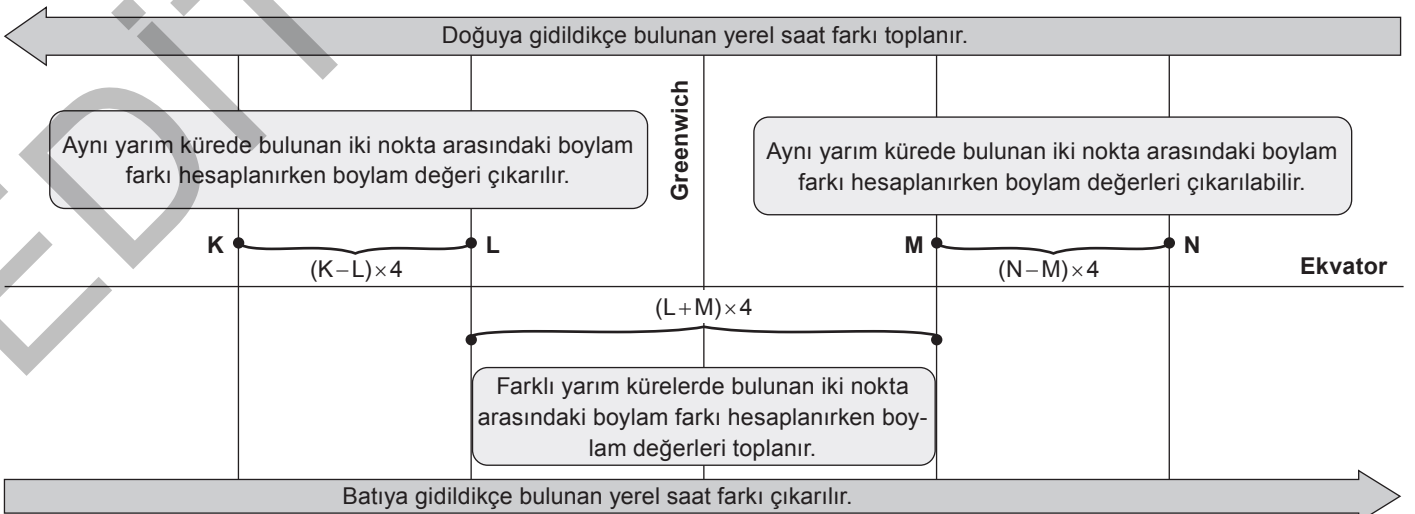 Doğuya gidildikçe bulunan yerel saat farkı toplanır.
Greenwich
Aynı yarım kürede bulunan iki nokta arasındaki boylam
farkı hesaplanırken boylam değeri çıkarılır.
Aynı yarım kürede bulunan iki nokta arasındaki boylam
farkı hesaplanırken boylam değerleri çıkarılabilir.
K L M N
(K−L)×4 (N−M)×4 Ekvator
(L+M)×4
Farklı yarım kürelerde bulunan iki nokta
arasındaki boylam farkı hesaplanırken boy-
lam değerleri toplanır.
Batıya gidildikçe bulunan yerel saat farkı çıkarılır.
EDİT